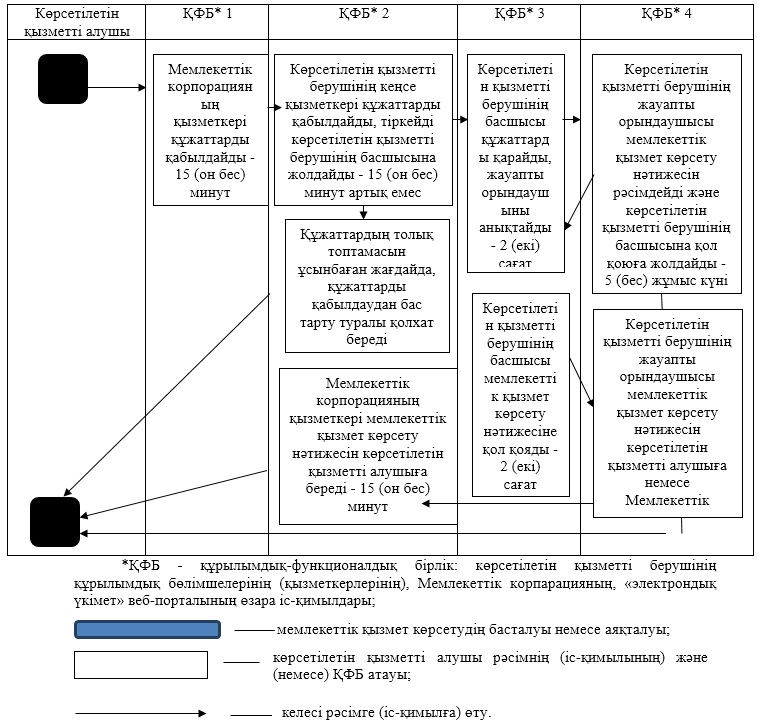 Көрсетілетін
қызметті алушы
ҚФБ* 1
ҚФБ* 2
ҚФБ* 3
ҚФБ* 4
Мемлекеттік
корпорациян
ың
қызметкері
құжаттарды
қабылдайды -
15 (он бес)
минут
Көрсетілетін қызметті
берушінің кеңсе
қызметкері құжаттарды
қабылдайды, тіркейді
көрсетілетін қызметті
берушінің басшысына
жолдайды - 15 (он бес)
минут артық емес
Құжаттардың толық
топтамасын
ұсынбаған жағдайда,
құжаттарды
қабылдаудан бас
тарту туралы қолхат
береді
Мемлекеттік
корпорацияның
қызметкері мемлекеттік
қызмет көрсету
нәтижесін көрсетілетін
қызметті алушыға
береді - 15 (он бес)
минут
Көрсетілеті
н қызметті
берушінің
басшысы
құжаттард
ы қарайды,
жауапты
орындауш
ыны
анықтайды
- 2 (екі)
сағат
Көрсетілеті
н қызметті
берушінің
басшысы
мемлекетті
к қызмет
көрсету
нәтижесіне
қол қояды -
2 (екі)
сағат
Көрсетілетін
қызметті берушінің
жауапты
орындаушысы
мемлекеттік
қызмет көрсету
нәтижесін
рәсімдейді және
көрсетілетін
қызметті берушінің
басшысына қол
қоюға жолдайды -
5 (бес) жұмыс күні
Көрсетілетін
қызметті берушінің
жауапты
орындаушысы
мемлекеттік
қызмет көрсету
нәтижесін
көрсетілетін
қызметті алушыға
немесе
Мемлекеттік
*ҚФБ - құрылымдық-функционалдық бірлік: көрсетілетін қызметті берушінің
құрылымдық бөлімшелерінің (қызметкерлерінің), Мемлекеттік корпарацияның, «электрондық
үкімет» веб-порталының өзара іс-қимылдары;
мемлекеттік қызмет көрсетудің басталуы немесе аяқталуы;
көрсетілетін қызметті алушы рәсімнің (іс-қимылының) және
(немесе) ҚФБ атауы;
келесі рәсімге (іс-қимылға) өту.